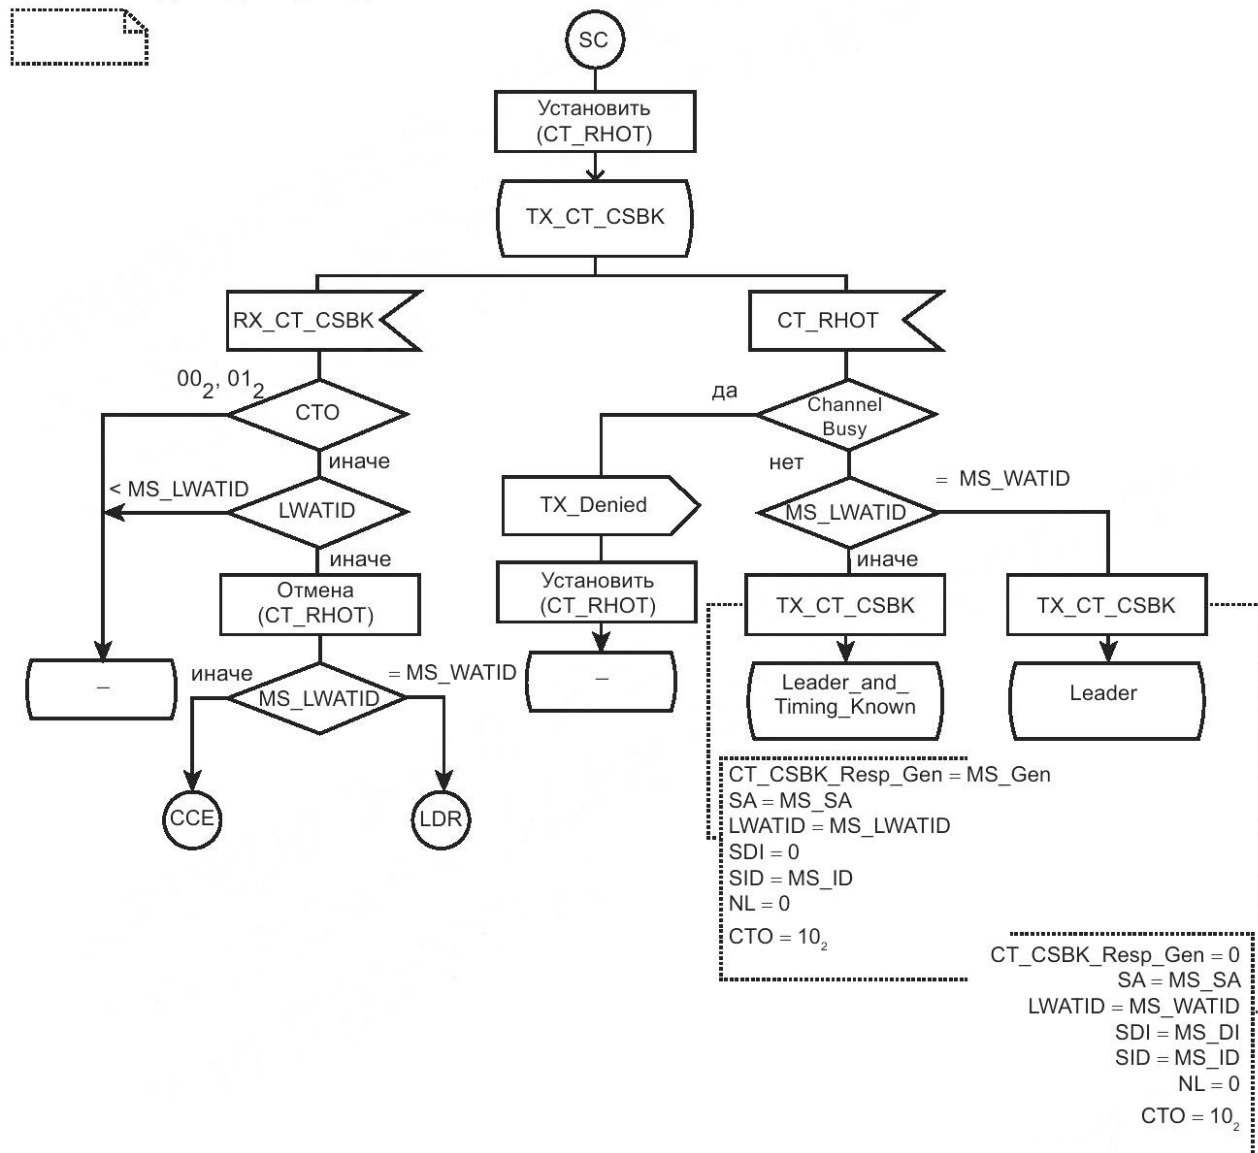 SC
Установить
(CT_RHOT)
TX_CT_CSBK
RX_CT_CSBK
CT_RHOT
00₂, 01₂
CTO
да
Channel
Busy
иначе
нет
< MS_LWATID
LWATID
TX_Denied
MS_LWATID
= MS_WATID
иначе
иначе
Отмена
(CT_RHOT)
Установить
(CT_RHOT)
TX_CT_CSBK
TX_CT_CSBK
иначе
MS_LWATID
= MS_WATID
–
–
Leader_and_
Timing_Known
Leader
CCE
LDR
CT_CSBK_Resp_Gen = MS_Gen
SA = MS_SA
LWATID = MS_LWATID
SDI = 0
SID = MS_ID
NL = 0
CTO = 10₂
CT_CSBK_Resp_Gen = 0
SA = MS_SA
LWATID = MS_WATID
SDI = MS_DI
SID = MS_ID
NL = 0
CTO = 10₂